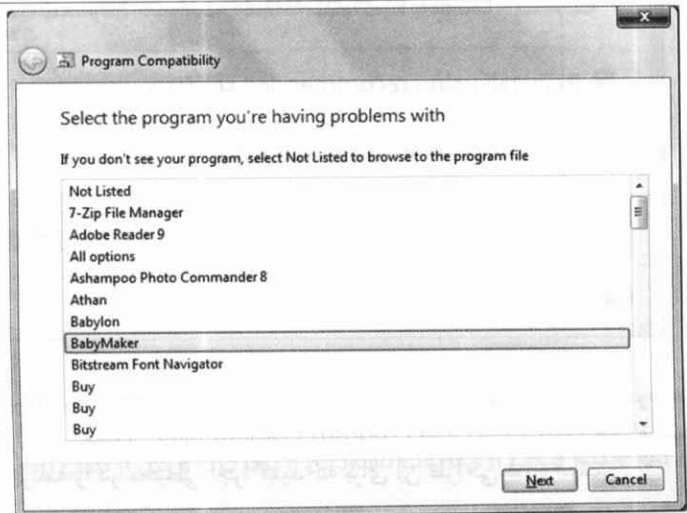 Program Compatibility
Select the program you're having problems with
If you don't see your program, select Not Listed to browse to the program file
Not Listed
7-Zip File Manager
Adobe Reader 9
All options
Ashampoo Photo Commander 8
Athan
Babylon
BabyMaker
Bitstream Font Navigator
Buy
Buy
Buy
Next Cancel